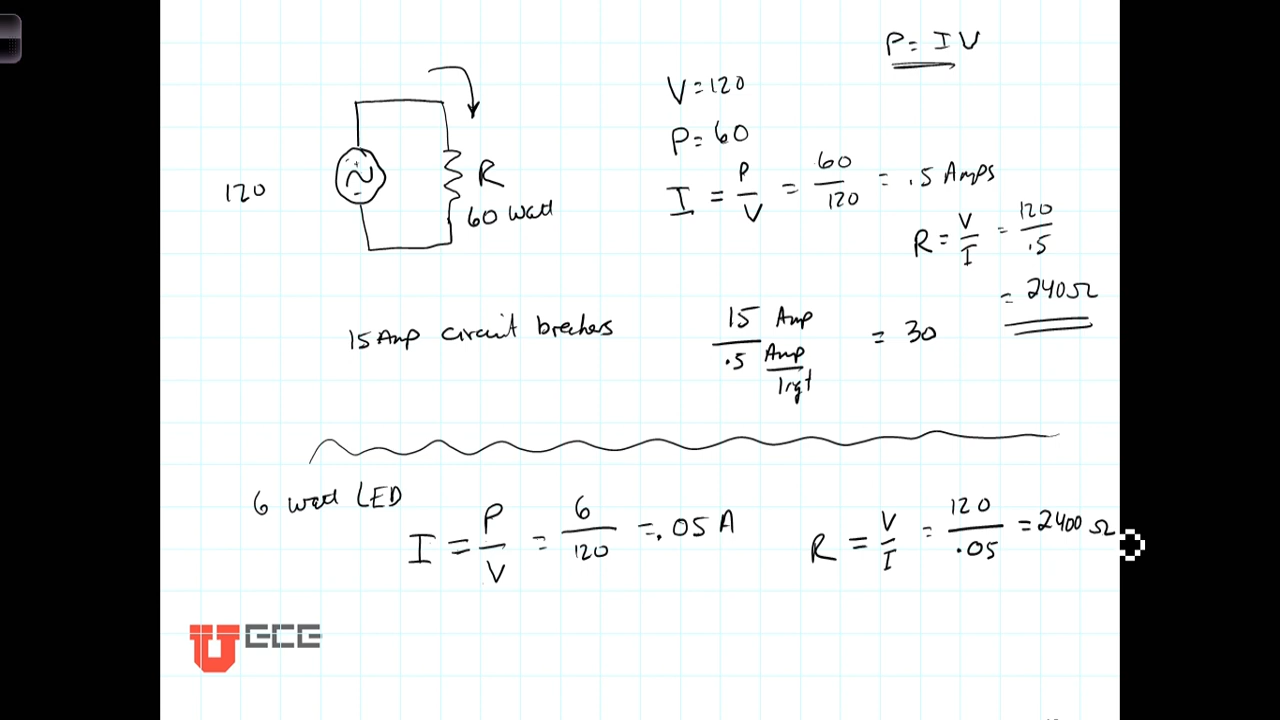 P = IV
V = 120
P = 60
120
R
60 watt
I = P/V = 60/120 = .5 Amps
R = V/I = 120/.5
= 240Ω
15 Amp circuit breakers
15 Amp / .5 Amp/lrgt = 30
6 watt LED
I = P/V = 6/120 = .05 A
R = V/I = 120/.05 = 2400 Ω
U ECE